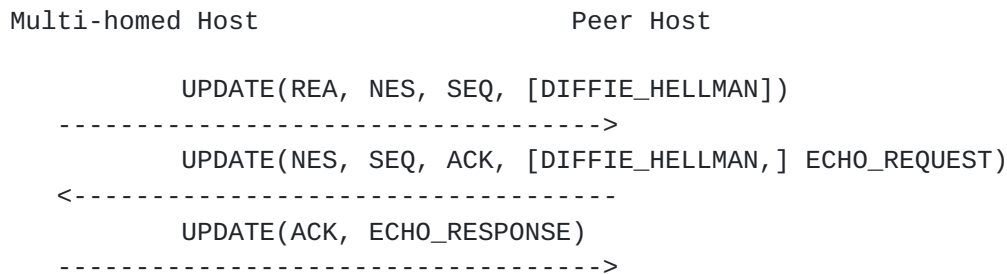 Multi-homed Host                    Peer Host
UPDATE(REA, NES, SEQ, [DIFFIE_HELLMAN])
----------------------------------->
UPDATE(NES, SEQ, ACK, [DIFFIE_HELLMAN,] ECHO_REQUEST)
<-----------------------------------
UPDATE(ACK, ECHO_RESPONSE)
----------------------------------->